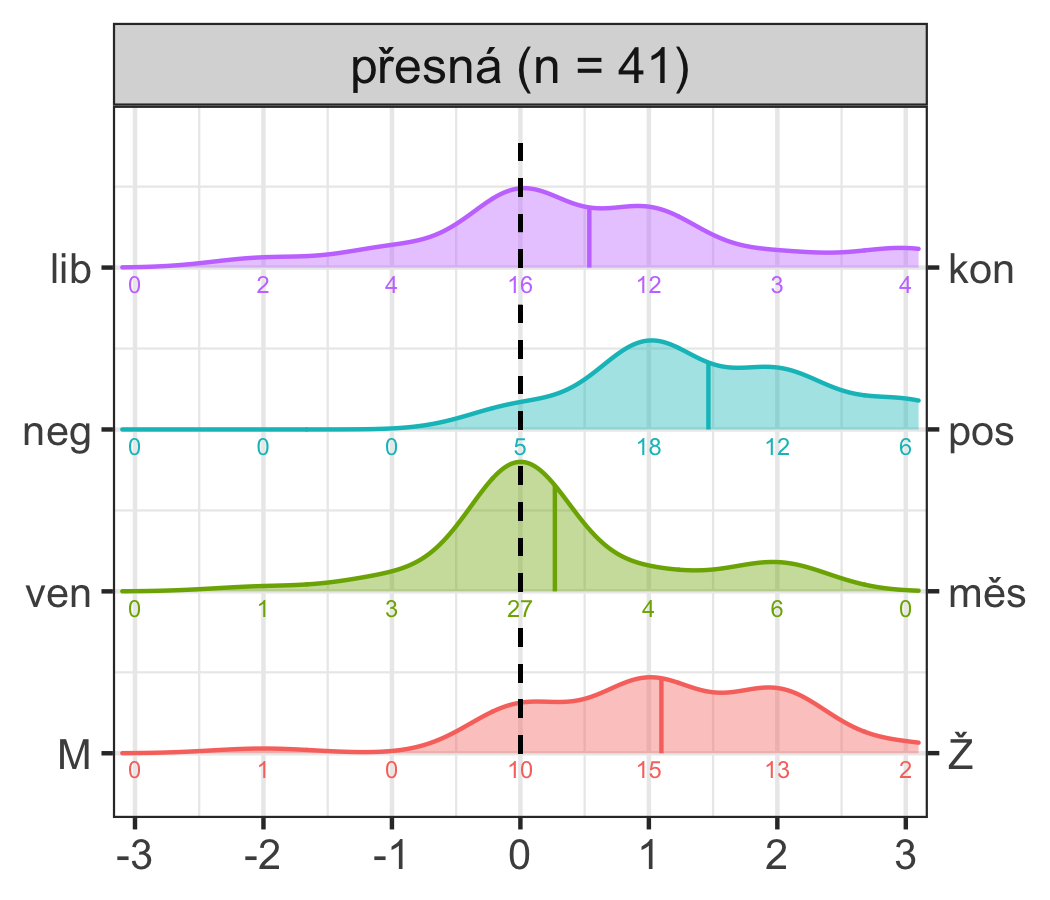 přesná (n = 41)
lib kon
0 2 4 16 12 3 4
neg pos
0 0 0 5 18 12 6
ven měs
0 1 3 27 4 6 0
M Ž
0 1 0 10 15 13 2
-3 -2 -1 0 1 2 3